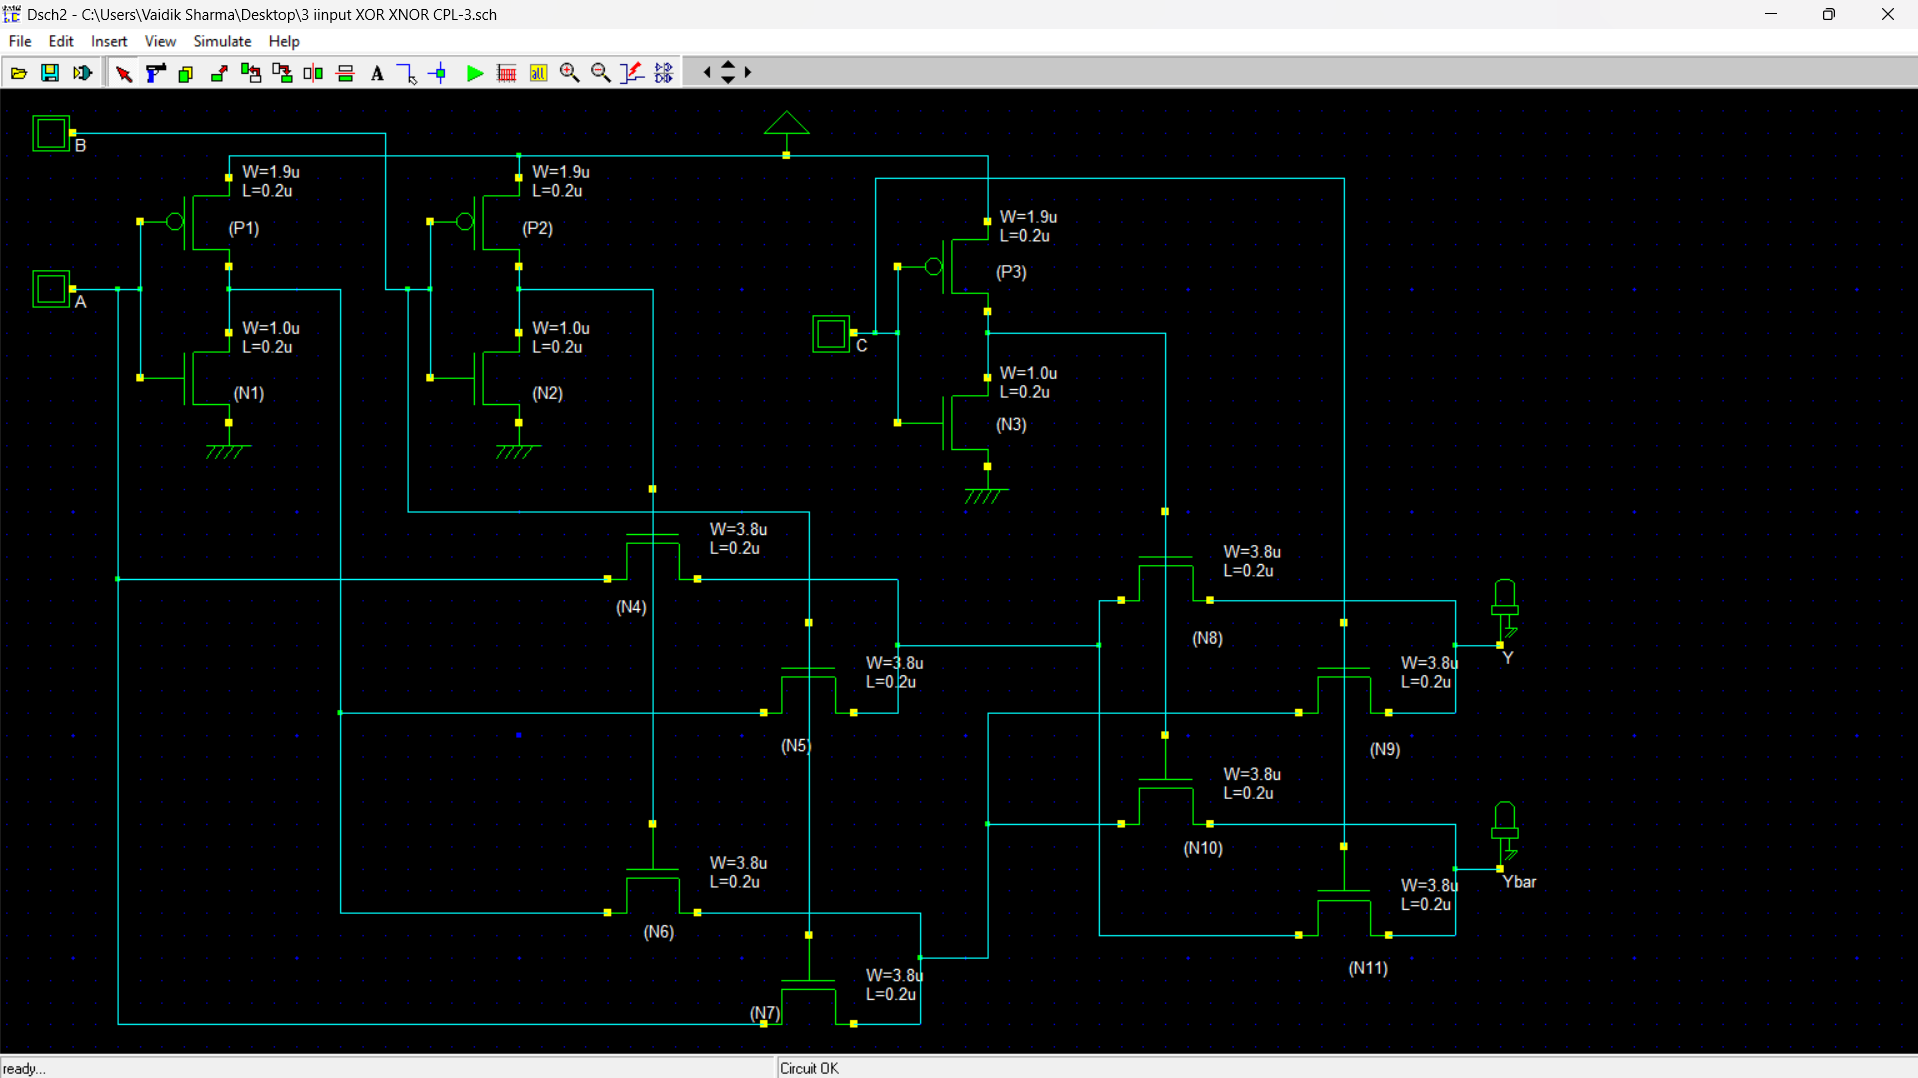 Dsch2 - C:\Users\Vaidik Sharma\Desktop\3 iinput XOR XNOR CPL-3.sch
File Edit Insert View Simulate Help
A
all
B
W=1.9u
L=0.2u
(P1)
W=1.9u
L=0.2u
(P2)
W=1.9u
L=0.2u
(P3)
A
W=1.0u
L=0.2u
(N1)
W=1.0u
L=0.2u
(N2)
C
W=1.0u
L=0.2u
(N3)
W=3.8u
L=0.2u
(N4)
W=3.8u
L=0.2u
(N8)
W=3.8u
L=0.2u
(N5)
Y
W=3.8u
L=0.2u
(N9)
W=3.8u
L=0.2u
(N10)
W=3.8u
L=0.2u
(N6)
Ybar
W=3.8u
L=0.2u
(N11)
W=3.8u
L=0.2u
(N7)
ready...
Circuit OK